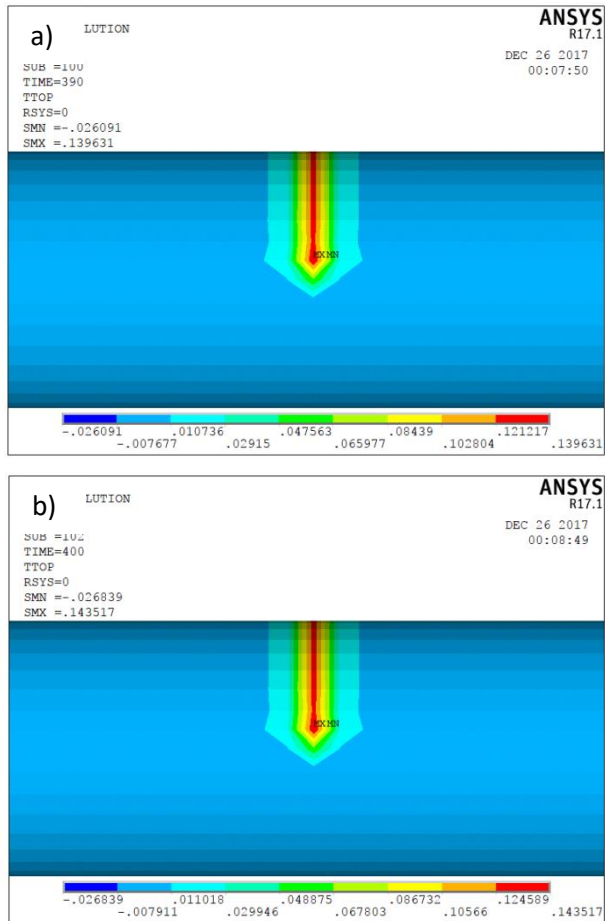 a)
LUTION
ANSYS
R17.1
DEC 26 2017
00:07:50
SUB =100
TIME=390
TTOP
RSYS=0
SMN =-.026091
SMX =.139631
MXMN
-.026091
-.007677
.010736
.02915
.047563
.065977
.08439
.102804
.121217
.139631
b)
LUTION
ANSYS
R17.1
DEC 26 2017
00:08:49
SUB =102
TIME=400
TTOP
RSYS=0
SMN =-.026839
SMX =.143517
MXMN
-.026839
-.007911
.011018
.029946
.048875
.067803
.086732
.10566
.124589
.143517